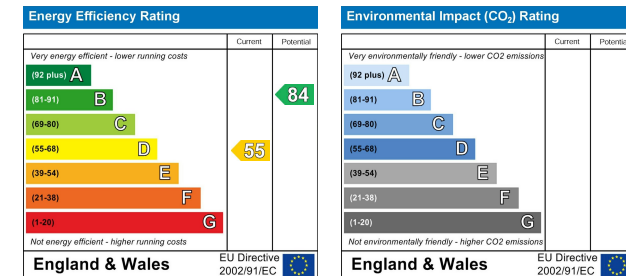 Energy Efficiency Rating
Current Potential
Very energy efficient - lower running costs
(92 plus) A
(81-91) B
84
(69-80) C
(55-68) D
55
(39-54) E
(21-38) F
(1-20) G
Not energy efficient - higher running costs
England & Wales
EU Directive
2002/91/EC
Environmental Impact (CO₂) Rating
Current Potential
Very environmentally friendly - lower CO2 emissions
(92 plus) A
(81-91) B
(69-80) C
(55-68) D
(39-54) E
(21-38) F
(1-20) G
Not environmentally friendly - higher CO2 emissions
England & Wales
EU Directive
2002/91/EC